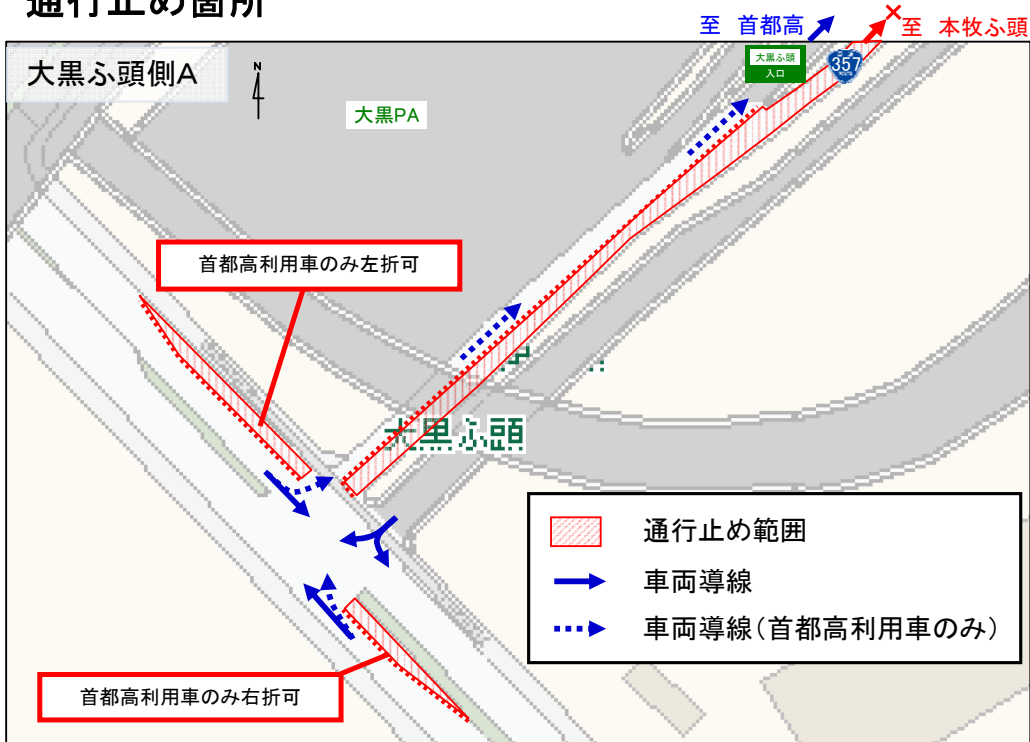 通行止め箇所
至 首都高
至 本牧ふ頭
大黒ふ頭側A
N
大黒PA
大黒ふ頭
入口
357
ROUTE
首都高利用車のみ左折可
大黒ふ頭
通行止め範囲
車両導線
車両導線(首都高利用車のみ)
首都高利用車のみ右折可